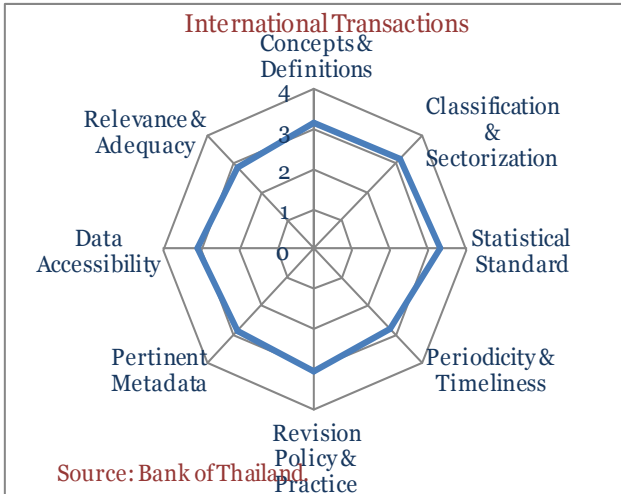 International Transactions
Concepts &
Definitions
4
3
2
1
0
Classification
&
Sectorization
Statistical
Standard
Periodicity &
Timeliness
Revision
Policy &
Practice
Pertinent
Metadata
Data
Accessibility
Relevance &
Adequacy
Source: Bank of Thailand.